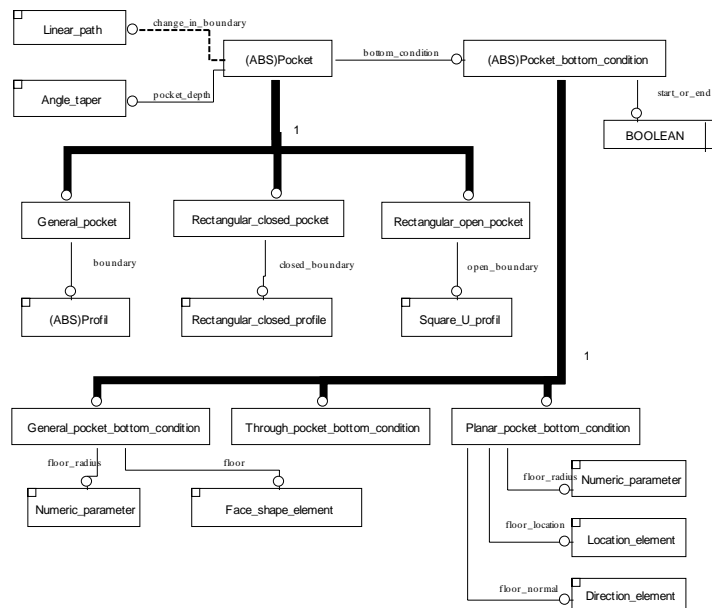 Linear_path
change_in_boundary
(ABS)Pocket
bottom_condition
(ABS)Pocket_bottom_condition
Angle_taper
pocket_depth
start_or_end
BOOLEAN
1
General_pocket
Rectangular_closed_pocket
Rectangular_open_pocket
boundary
closed_boundary
open_boundary
(ABS)Profil
Rectangular_closed_profile
Square_U_profil
1
General_pocket_bottom_condition
Through_pocket_bottom_condition
Planar_pocket_bottom_condition
floor_radius
floor
floor_radius
Numeric_parameter
Numeric_parameter
Face_shape_element
floor_location
Location_element
floor_normal
Direction_element